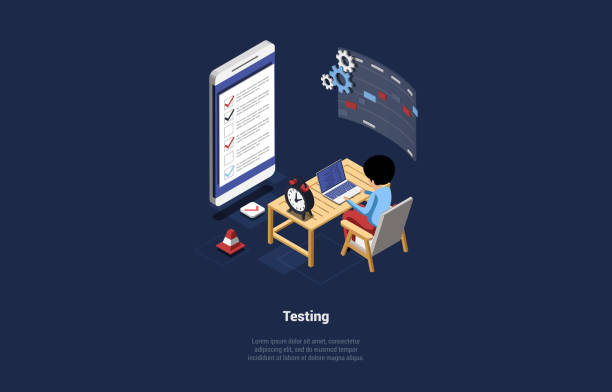 Testing
Lorem ipsum dolor sit amet, consectetur
adipiscing elit, sed do eiusmod tempor
incididunt ut labore et dolore magna aliqua.